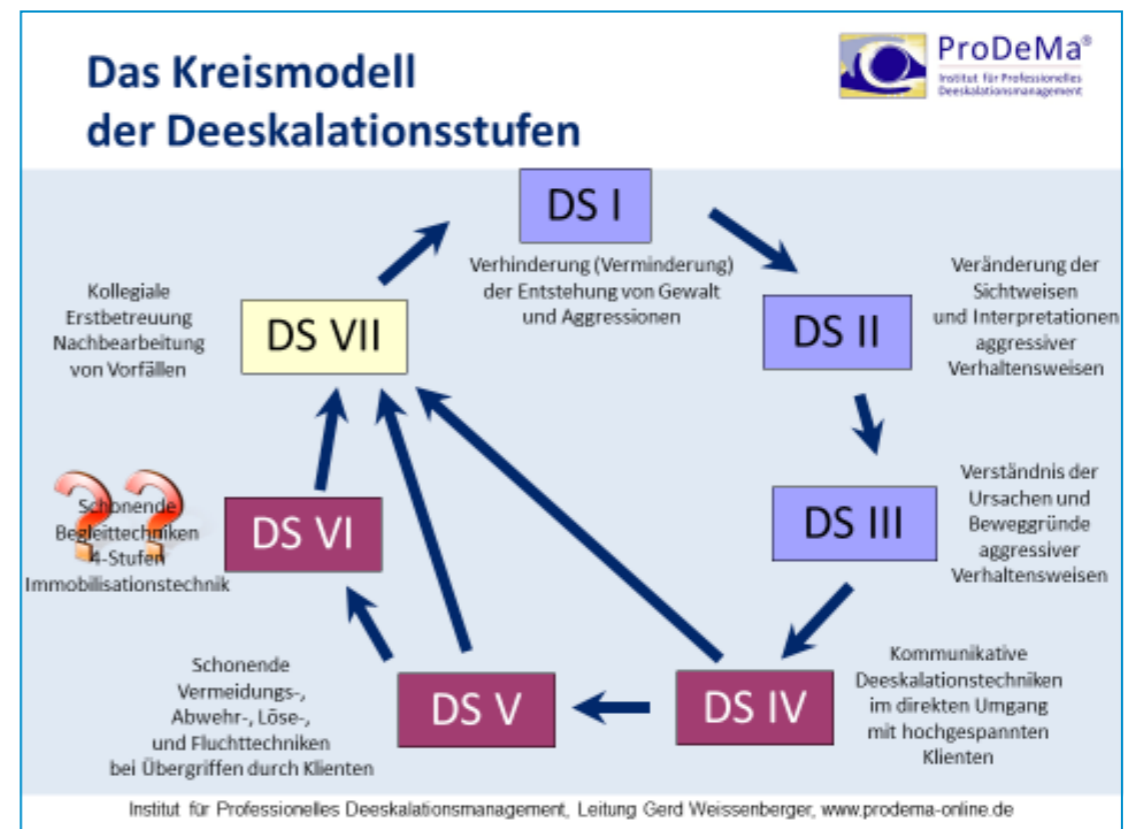 Das Kreismodell
der Deeskalationsstufen
ProDeMa®
Institut für Professionelles
Deeskalationsmanagement
DS I
Verhinderung (Verminderung)
der Entstehung von Gewalt
und Aggressionen
DS II
Veränderung der
Sichtweisen
und Interpretationen
aggressiver
Verhaltensweisen
DS III
Verständnis der
Ursachen und
Beweggründe
aggressiver
Verhaltensweisen
DS IV
Kommunikative
Deeskalationstechniken
im direkten Umgang
mit hochgespannten
Klienten
DS V
Schonende
Vermeidungs-,
Abwehr-, Löse-,
und Fluchttechniken
bei Übergriffen durch Klienten
DS VI
??
Schonende
Begleittechniken
4-Stufen
Immobilisationstechnik
DS VII
Kollegiale
Erstbetreuung
Nachbearbeitung
von Vorfällen
Institut für Professionelles Deeskalationsmanagement, Leitung Gerd Weissenberger, www.prodema-online.de